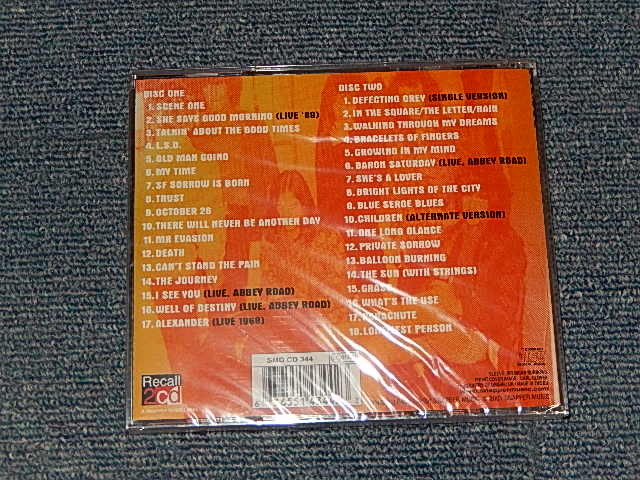 DISC ONE
1. SCENE ONE
2. SHE SAYS GOOD MORNING (LIVE '69)
3. TALKIN' ABOUT THE GOOD TIMES
4. L.S.D.
5. OLD MAN GOING
6. MY TIME
7. SF SORROW IS BORN
8. TRUST
9. OCTOBER 26
10. THERE WILL NEVER BE ANOTHER DAY
11. MR EVASION
12. DEATH
13. CAN'T STAND THE PAIN
14. THE JOURNEY
15. I SEE YOU (LIVE, ABBEY ROAD)
16. WELL OF DESTINY (LIVE, ABBEY ROAD)
17. ALEXANDER (LIVE 1969)
DISC TWO
1. DEFECTING GREY (SINGLE VERSION)
2. IN THE SQUARE/THE LETTER/RAIN
3. WALKING THROUGH MY DREAMS
4. BRACELETS OF FINGERS
5. GROWING IN MY MIND
6. BARON SATURDAY (LIVE, ABBEY ROAD)
7. SHE'S A LOVER
8. BRIGHT LIGHTS OF THE CITY
9. BLUE SERGE BLUES
10. CHILDREN (ALTERNATE VERSION)
11. ONE LONG GLANCE
12. PRIVATE SORROW
13. BALLOON BURNING
14. THE SUN (WITH STRINGS)
15. GRASS
16. WHAT'S THE USE
17. PARACHUTE
18. LONELIEST PERSON
SMD CD 344
Recall
2cd